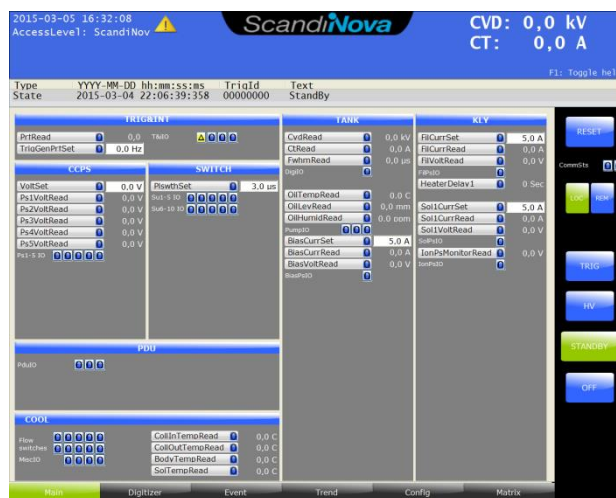 2015-03-05 16:32:08
AccessLevel: ScandiNov
ScandiNova
CVD: 0,0 kV
CT: 0,0 A
F1: Toggle hel
Type YYYY-MM-DD hh:mm:ss:ms TrigId Text
State 2015-03-04 22:06:39:358 00000000 StandBy
TRIG&INT
PrfRead 0,0 T&IO
TrigGenPrfSet 0.0 Hz
CCPS
VoltSet 0.0 V
Ps1VoltRead 0,0 V
Ps2VoltRead 0,0 V
Ps3VoltRead 0,0 V
Ps4VoltRead 0,0 V
Ps5VoltRead 0,0 V
Ps1-5 IO
SWITCH
PlswthSet 3,0 µs
Su1-5 IO
Su6-10 IO
PDU
PduIO
COOL
Flow switches
MiscIO
CollInTempRead 0,0 C
CollOutTempRead 0,0 C
BodyTempRead 0,0 C
SolTempRead 0,0 C
TANK
CvdRead 0,0 kV
CtRead 0,0 A
FwhmRead 0,0 µs
DigIO
OilTempRead 0.0 C
OilLevRead 0,0 mm
OilHumidRead 0.0 ppm
PumpIO
BiasCurrSet 5.0 A
BiasCurrRead 0,0 A
BiasVoltRead 0,0 V
BiasPsIO
KLY
FilCurrSet 5,0 A
FilCurrRead 0,0 A
FilVoltRead 0,0 V
FilPsIO
HeaterDelay1 0 Sec
Sol1CurrSet 5,0 A
Sol1CurrRead 0,0 A
Sol1VoltRead 0,0 V
SolPsIO
IonPsMonitorRead 0,0 V
IonPsIO
RESET
CommSts
LOC REM
TRIG
HV
STANDBY
OFF
Main Digitizer Event Trend Config Matrix